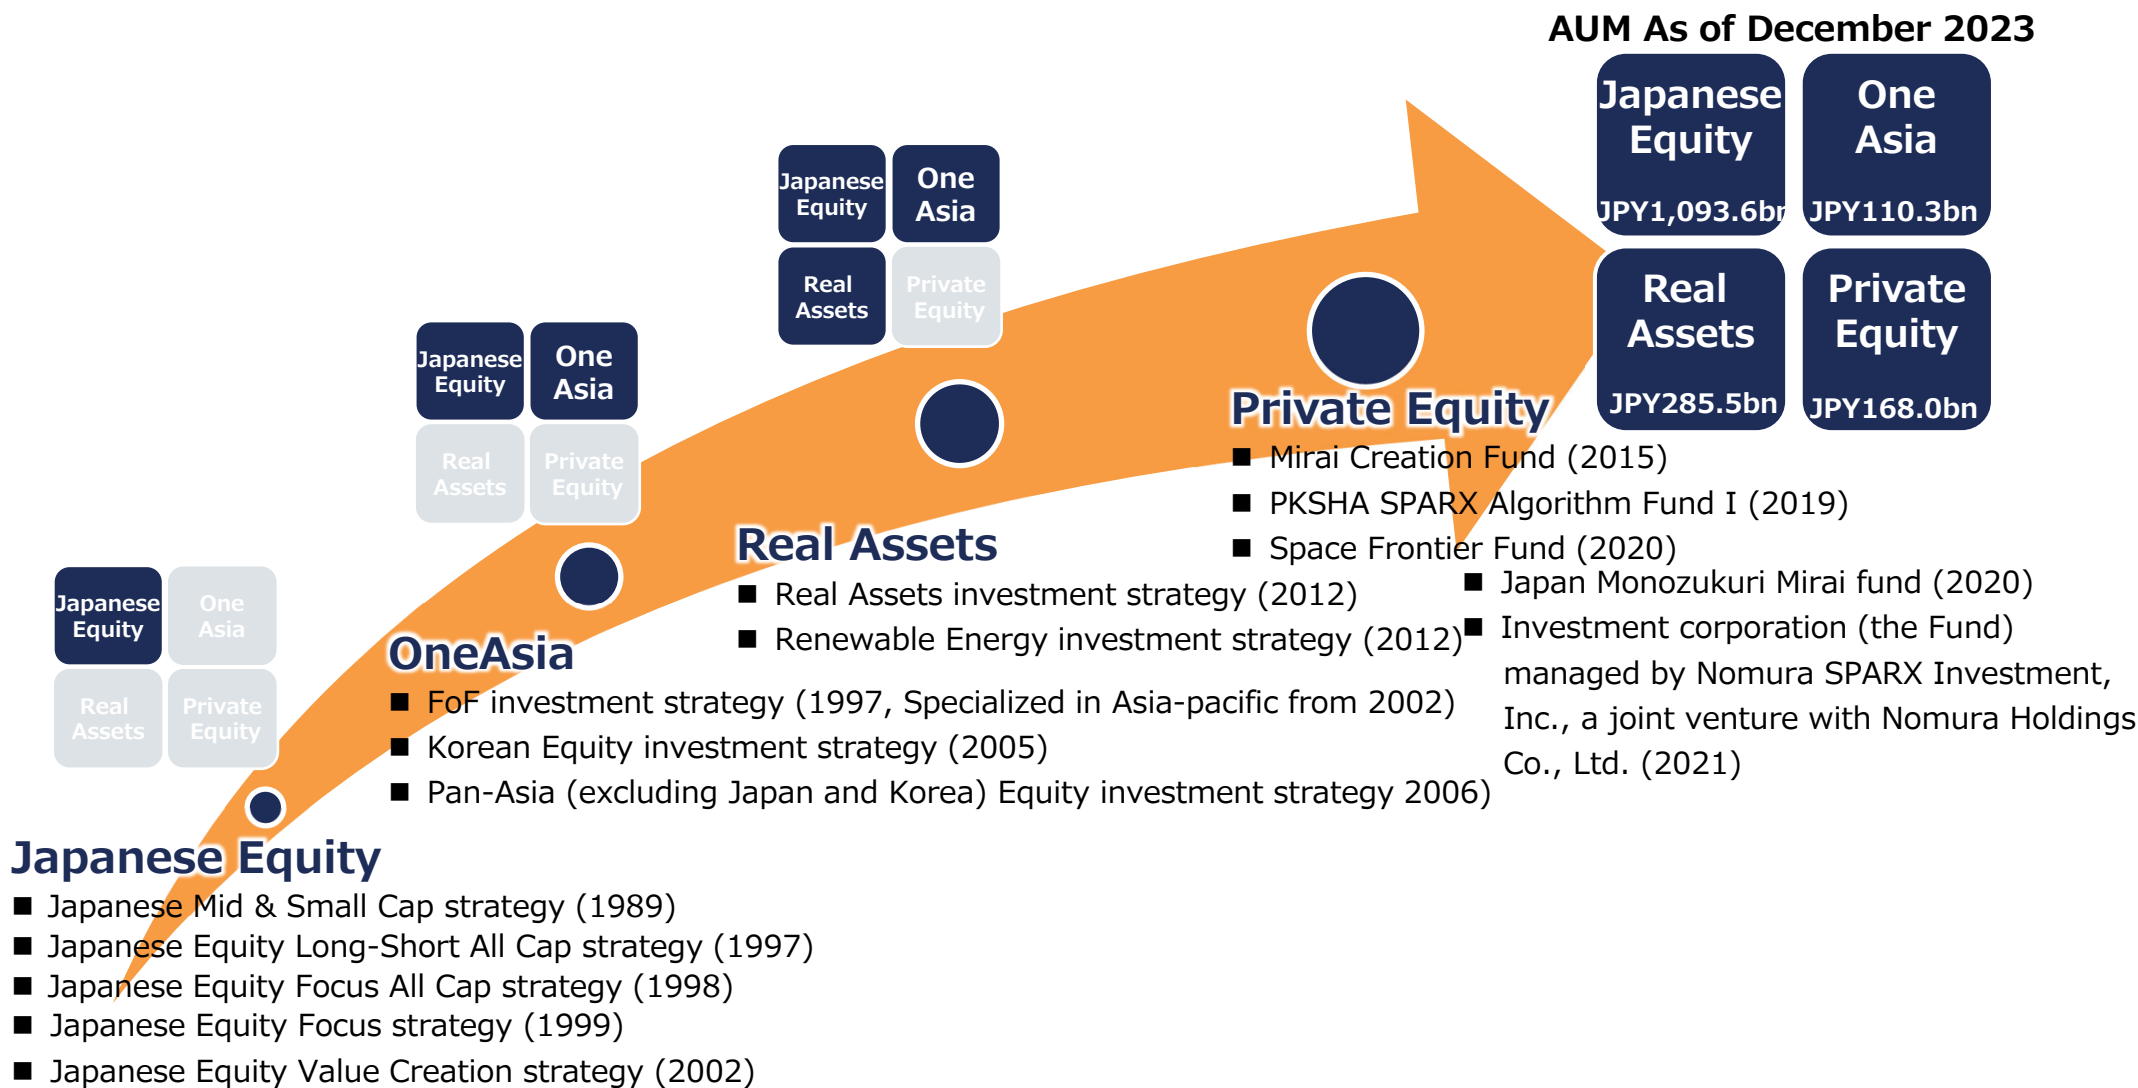 AUM As of December 2023
Japanese
Equity
JPY1,093.6bn
One
Asia
JPY110.3bn
Real
Assets
JPY285.5bn
Private
Equity
JPY168.0bn
Japanese
Equity
One
Asia
Real
Assets
Private
Equity
Japanese
Equity
One
Asia
Real
Assets
Private
Equity
Japanese
Equity
One
Asia
Real
Assets
Private
Equity
Private Equity
■ Mirai Creation Fund (2015)
■ PKSHA SPARX Algorithm Fund I (2019)
■ Space Frontier Fund (2020)
■ Japan Monozukuri Mirai fund (2020)
■ Investment corporation (the Fund)
managed by Nomura SPARX Investment,
Inc., a joint venture with Nomura Holdings
Co., Ltd. (2021)
Real Assets
■ Real Assets investment strategy (2012)
■ Renewable Energy investment strategy (2012)
OneAsia
■ FoF investment strategy (1997, Specialized in Asia-pacific from 2002)
■ Korean Equity investment strategy (2005)
■ Pan-Asia (excluding Japan and Korea) Equity investment strategy 2006)
Japanese Equity
■ Japanese Mid & Small Cap strategy (1989)
■ Japanese Equity Long-Short All Cap strategy (1997)
■ Japanese Equity Focus All Cap strategy (1998)
■ Japanese Equity Focus strategy (1999)
■ Japanese Equity Value Creation strategy (2002)